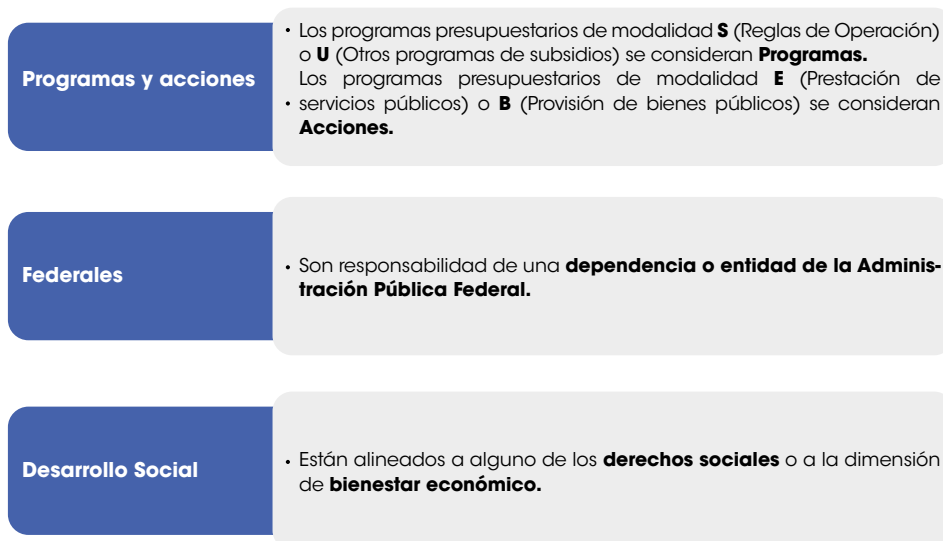 Programas y acciones
• Los programas presupuestarios de modalidad S (Reglas de Operación)
o U (Otros programas de subsidios) se consideran Programas.
Los programas presupuestarios de modalidad E (Prestación de
• servicios públicos) o B (Provisión de bienes públicos) se consideran
Acciones.
Federales
• Son responsabilidad de una dependencia o entidad de la Adminis-
tración Pública Federal.
Desarrollo Social
• Están alineados a alguno de los derechos sociales o a la dimensión
de bienestar económico.